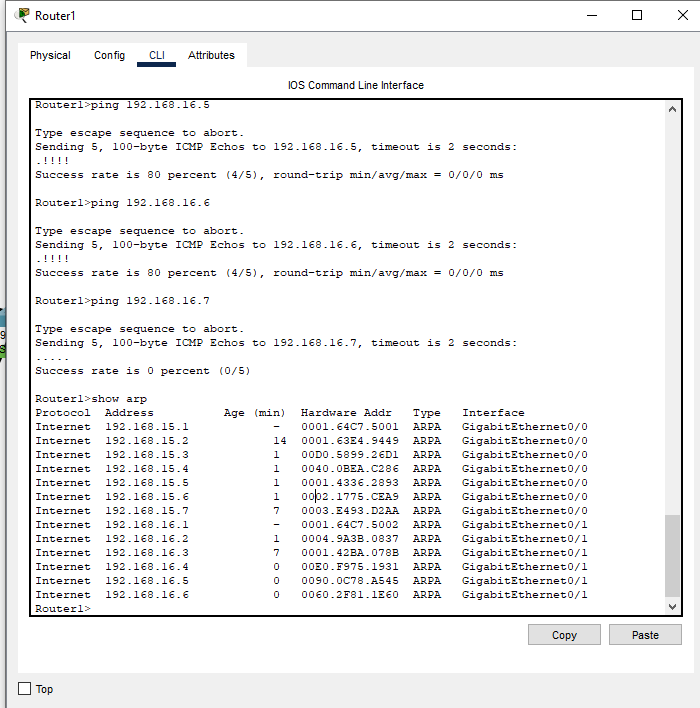 Router1
Physical Config CLI Attributes
IOS Command Line Interface
Router1>ping 192.168.16.5
Type escape sequence to abort.
Sending 5, 100-byte ICMP Echos to 192.168.16.5, timeout is 2 seconds:
.!!!!
Success rate is 80 percent (4/5), round-trip min/avg/max = 0/0/0 ms
Router1>ping 192.168.16.6
Type escape sequence to abort.
Sending 5, 100-byte ICMP Echos to 192.168.16.6, timeout is 2 seconds:
.!!!!
Success rate is 80 percent (4/5), round-trip min/avg/max = 0/0/0 ms
Router1>ping 192.168.16.7
Type escape sequence to abort.
Sending 5, 100-byte ICMP Echos to 192.168.16.7, timeout is 2 seconds:
.....
Success rate is 0 percent (0/5)
Router1>show arp
Protocol Address Age (min) Hardware Addr Type Interface
Internet 192.168.15.1 - 0001.64C7.5001 ARPA GigabitEthernet0/0
Internet 192.168.15.2 14 0001.63E4.9449 ARPA GigabitEthernet0/0
Internet 192.168.15.3 1 00D0.5899.26D1 ARPA GigabitEthernet0/0
Internet 192.168.15.4 1 0040.0BEA.C286 ARPA GigabitEthernet0/0
Internet 192.168.15.5 1 0001.4336.2893 ARPA GigabitEthernet0/0
Internet 192.168.15.6 1 0002.1775.CEA9 ARPA GigabitEthernet0/0
Internet 192.168.15.7 7 0003.E493.D2AA ARPA GigabitEthernet0/0
Internet 192.168.16.1 - 0001.64C7.5002 ARPA GigabitEthernet0/1
Internet 192.168.16.2 1 0004.9A3B.0837 ARPA GigabitEthernet0/1
Internet 192.168.16.3 7 0001.42BA.078B ARPA GigabitEthernet0/1
Internet 192.168.16.4 0 00E0.F975.1931 ARPA GigabitEthernet0/1
Internet 192.168.16.5 0 0090.0C78.A545 ARPA GigabitEthernet0/1
Internet 192.168.16.6 0 0060.2F81.1E60 ARPA GigabitEthernet0/1
Router1>
Copy Paste
Top